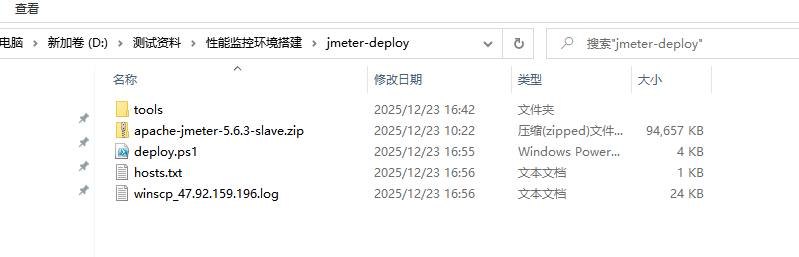 查看
电脑 新加卷 (D:) 测试资料 性能监控环境搭建 jmeter-deploy 搜索"jmeter-deploy"
名称 修改日期 类型 大小
tools 2025/12/23 16:42 文件夹
apache-jmeter-5.6.3-slave.zip 2025/12/23 10:22 压缩(zipped)文件... 94,657 KB
deploy.ps1 2025/12/23 16:55 Windows Power... 4 KB
hosts.txt 2025/12/23 16:56 文本文档 1 KB
winscp_47.92.159.196.log 2025/12/23 16:56 文本文档 24 KB